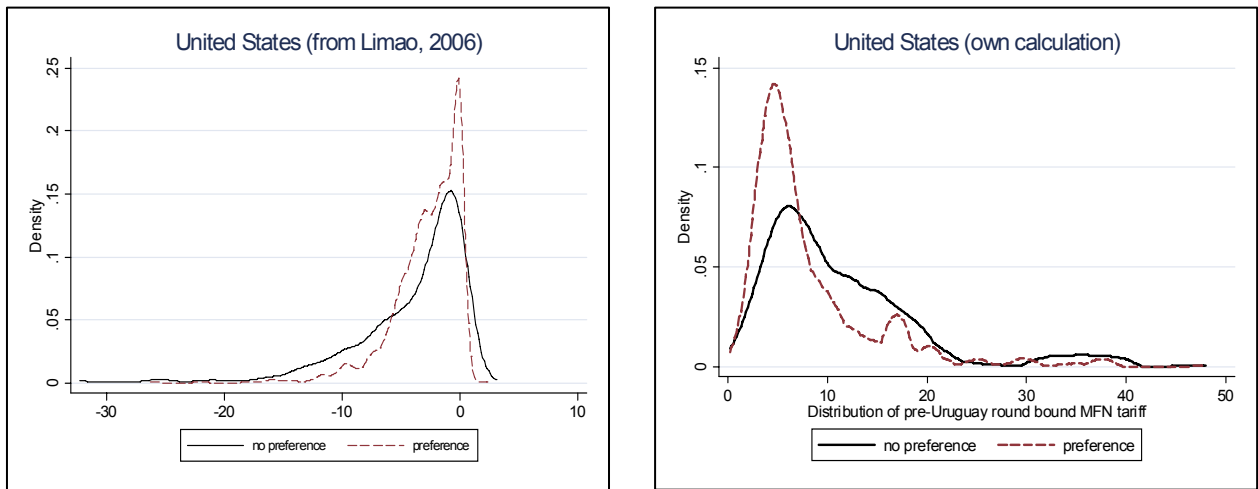 United States (from Limao, 2006)
.25
.2
.15
.1
.05
0
Density
-30 -20 -10 0 10
no preference preference
United States (own calculation)
.15
.1
.05
0
Density
0 10 20 30 40 50
Distribution of pre-Uruguay round bound MFN tariff
no preference preference